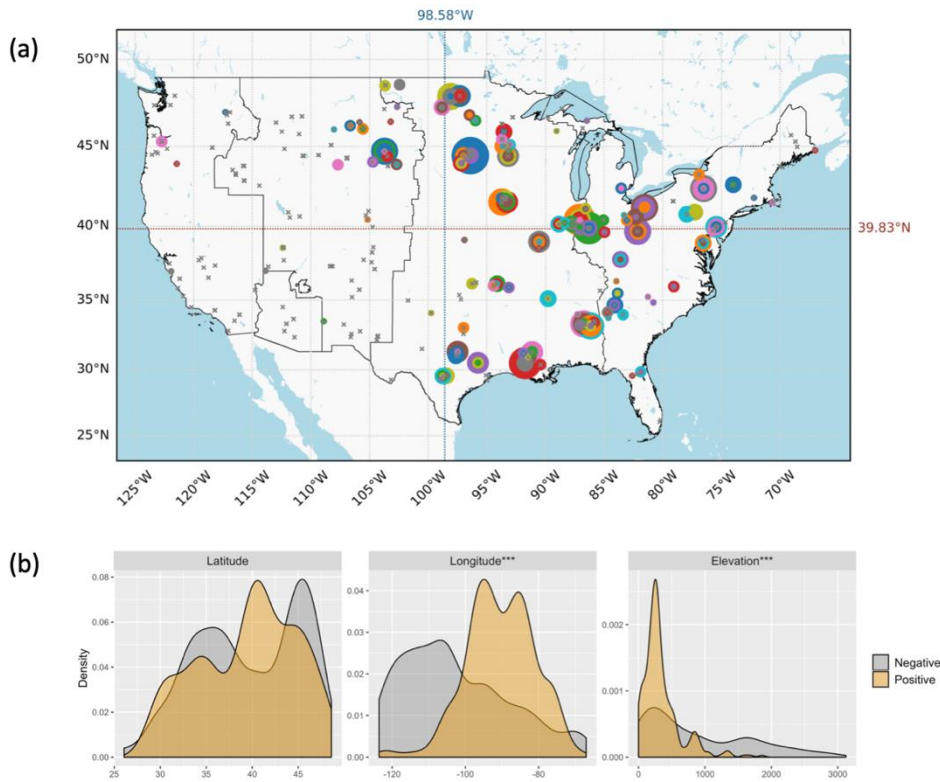 98.58°W
(a)
50°N
45°N
40°N
39.83°N
35°N
30°N
25°N
125°W 120°W 115°W 110°W 105°W 100°W 95°W 90°W 85°W 80°W 75°W 70°W
(b)
Latitude Longitude*** Elevation***
Density
0.08
0.06
0.04
0.02
0.00
25 30 35 40 45
0.04
0.03
0.02
0.01
0.00
-120 -100 -80
0.002
0.001
0.000
0 1000 2000 3000
Negative
Positive